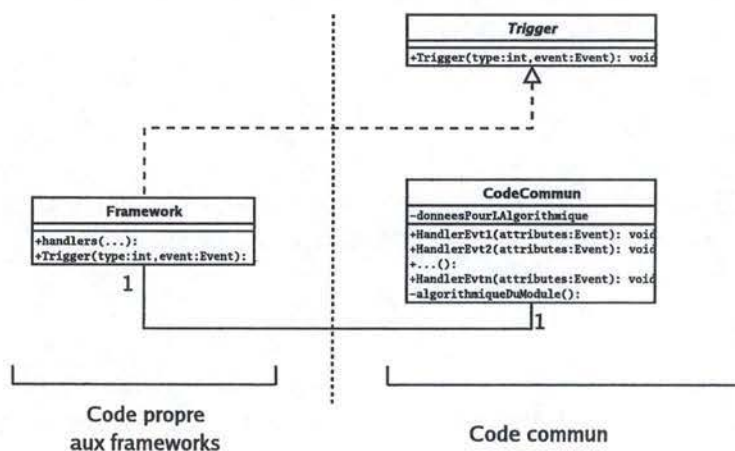 Trigger
+Trigger(type:int,event:Event): void
Framework
+handlers(...):
+Trigger(type:int,event:Event):
CodeCommun
-donneesPourLAlgorithmique
+HandlerEvt1(attributes:Event): void
+HandlerEvt2(attributes:Event): void
+...():
+HandlerEvtn(attributes:Event): void
-algorithmiqueDuModule():
1
1
Code propre
aux frameworks
Code commun